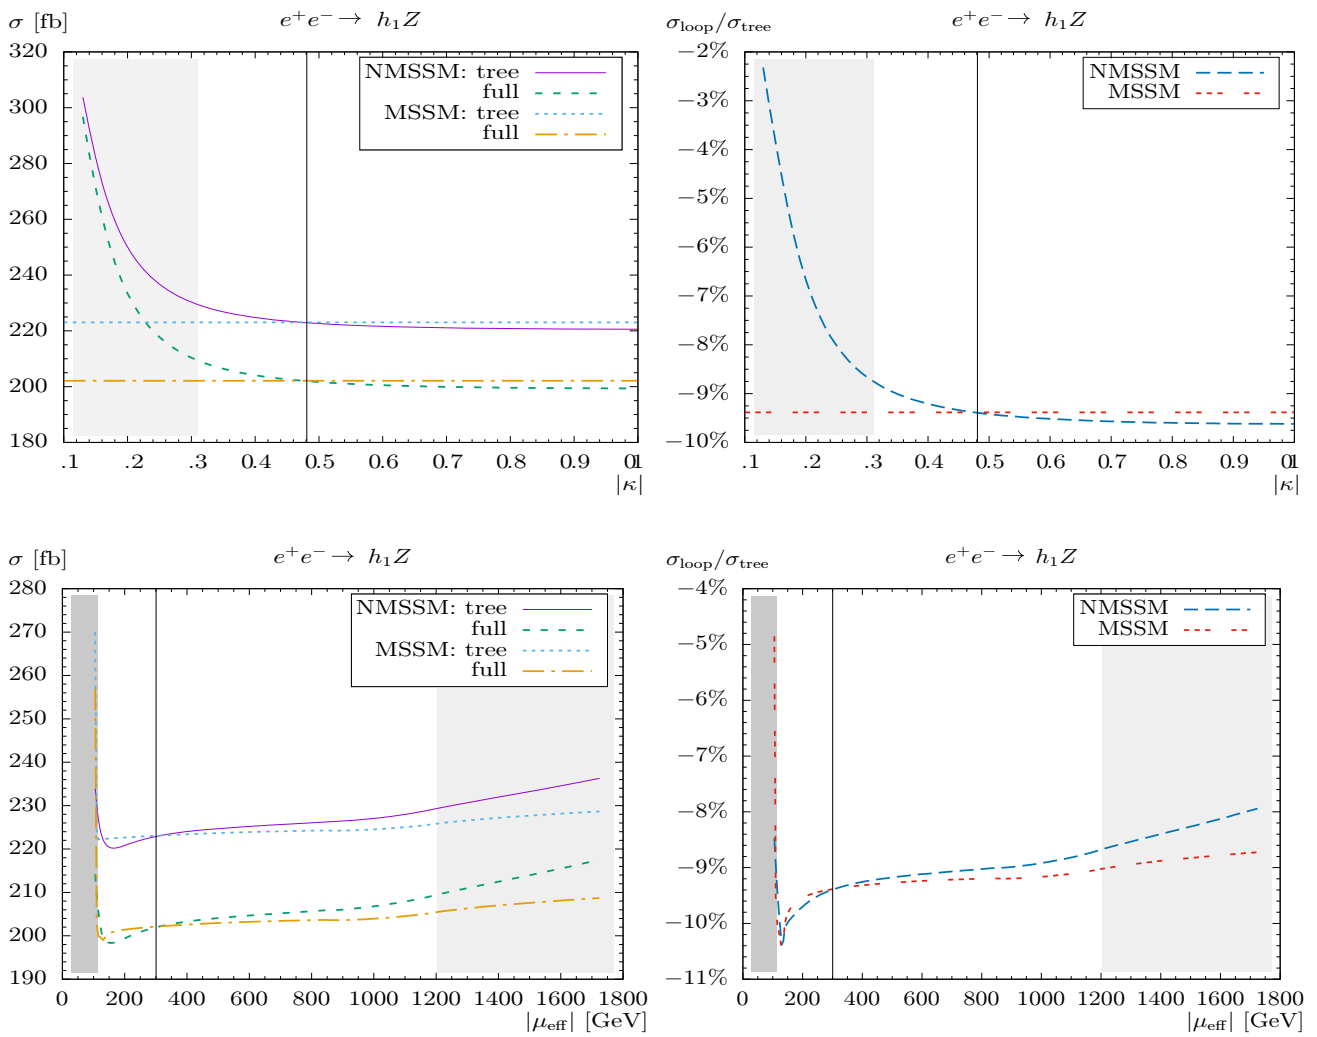 σ [fb]
e⁺e⁻→ h₁Z
320
300
280
260
240
220
200
180
NMSSM: tree
full
MSSM: tree
full
.1 .2 0.3 0.4 0.5 0.6 0.7 0.8 0.9 1 0
|κ|
σloop/σtree
e⁺e⁻→ h₁Z
−2%
−3%
−4%
−5%
−6%
−7%
−8%
−9%
−10%
NMSSM
MSSM
.1 .2 0.3 0.4 0.5 0.6 0.7 0.8 0.9 1 0
|κ|
σ [fb]
e⁺e⁻→ h₁Z
280
270
260
250
240
230
220
210
200
190
NMSSM: tree
full
MSSM: tree
full
0 200 400 600 800 1000 1200 1400 1600 1800
|μeff| [GeV]
σloop/σtree
e⁺e⁻→ h₁Z
−4%
−5%
−6%
−7%
−8%
−9%
−10%
−11%
NMSSM
MSSM
0 200 400 600 800 1000 1200 1400 1600 1800
|μeff| [GeV]